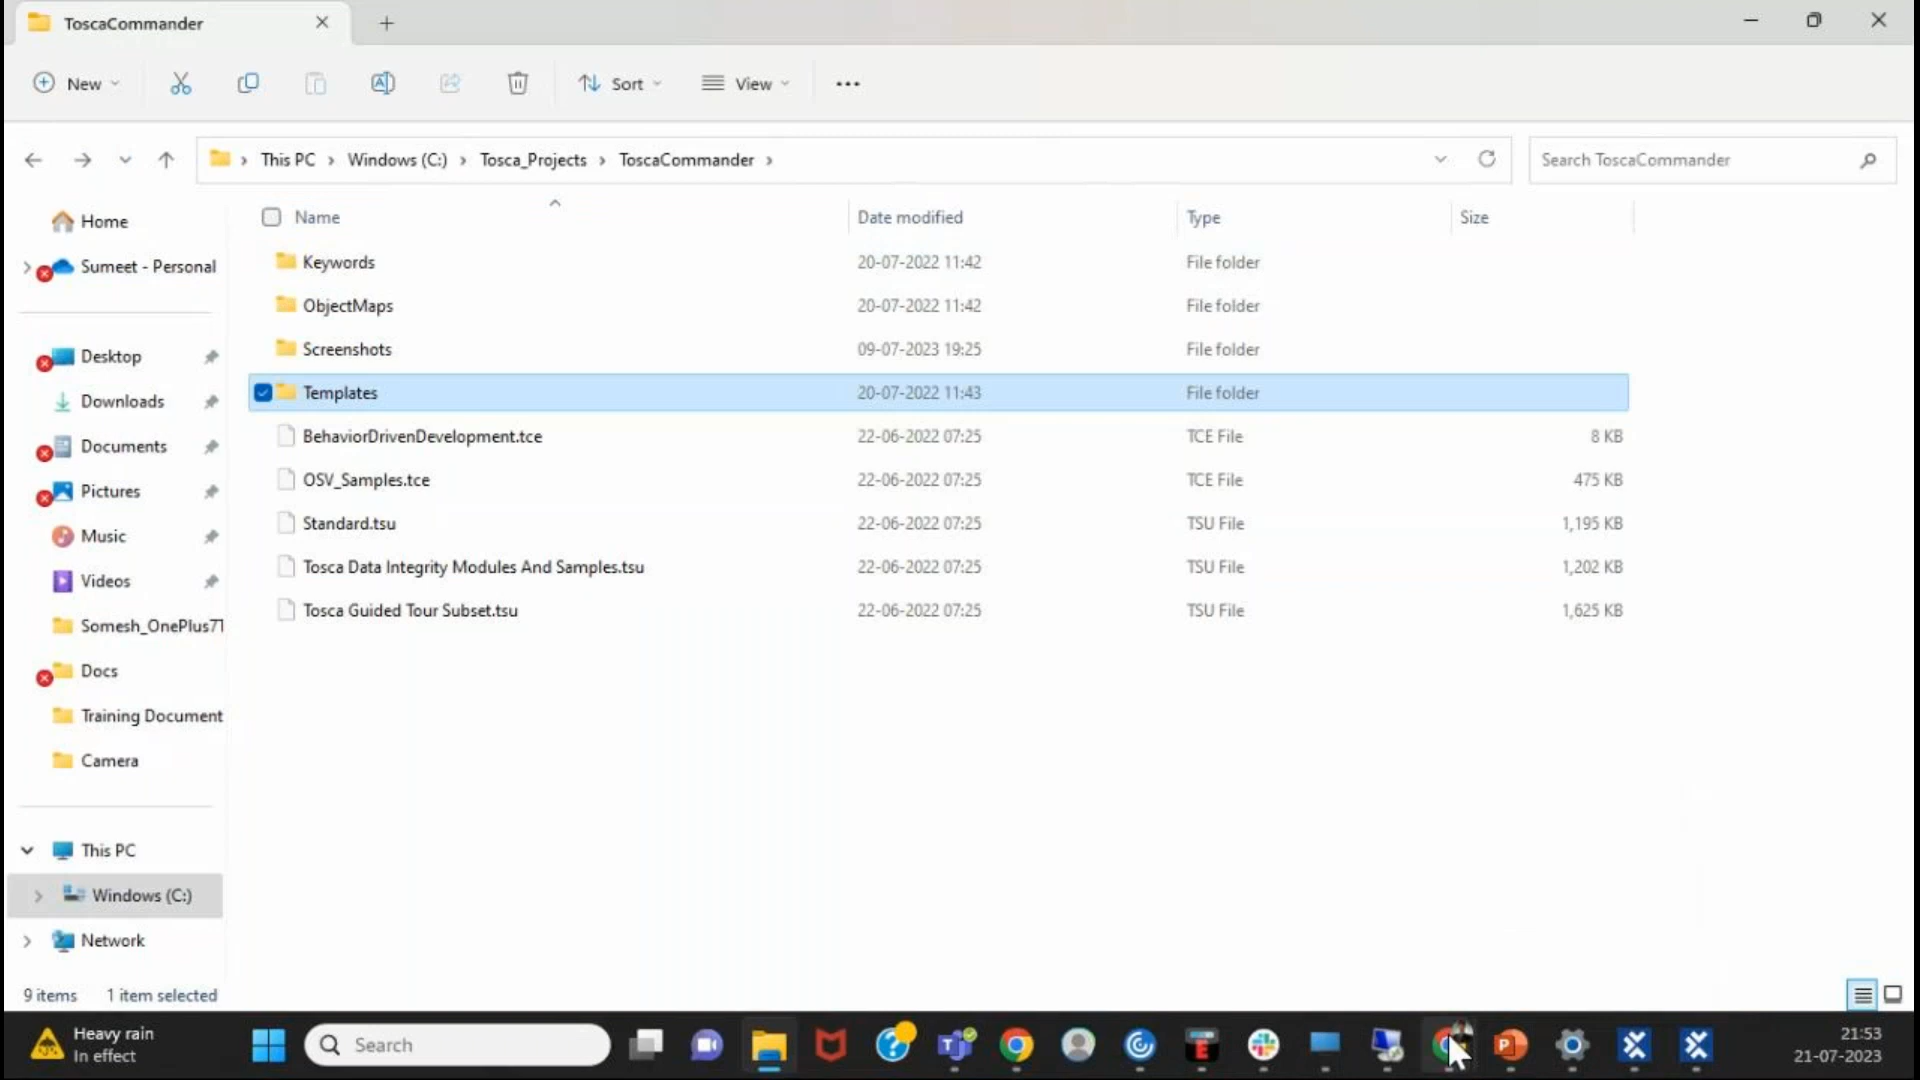 ToscaCommander
New
Sort
View
This PC > Windows (C:) > Tosca_Projects > ToscaCommander >
Search ToscaCommander
Name Date modified Type Size
Keywords 20-07-2022 11:42 File folder
ObjectMaps 20-07-2022 11:42 File folder
Screenshots 09-07-2023 19:25 File folder
Templates 20-07-2022 11:43 File folder
BehaviorDrivenDevelopment.tce 22-06-2022 07:25 TCE File 8 KB
OSV_Samples.tce 22-06-2022 07:25 TCE File 475 KB
Standard.tsu 22-06-2022 07:25 TSU File 1,195 KB
Tosca Data Integrity Modules And Samples.tsu 22-06-2022 07:25 TSU File 1,202 KB
Tosca Guided Tour Subset.tsu 22-06-2022 07:25 TSU File 1,625 KB
Home
Sumeet - Personal
Desktop
Downloads
Documents
Pictures
Music
Videos
Somesh_OnePlus7T
Docs
Training Document
Camera
This PC
Windows (C:)
Network
9 items 1 item selected
Heavy rain
In effect
Search
21:53
21-07-2023